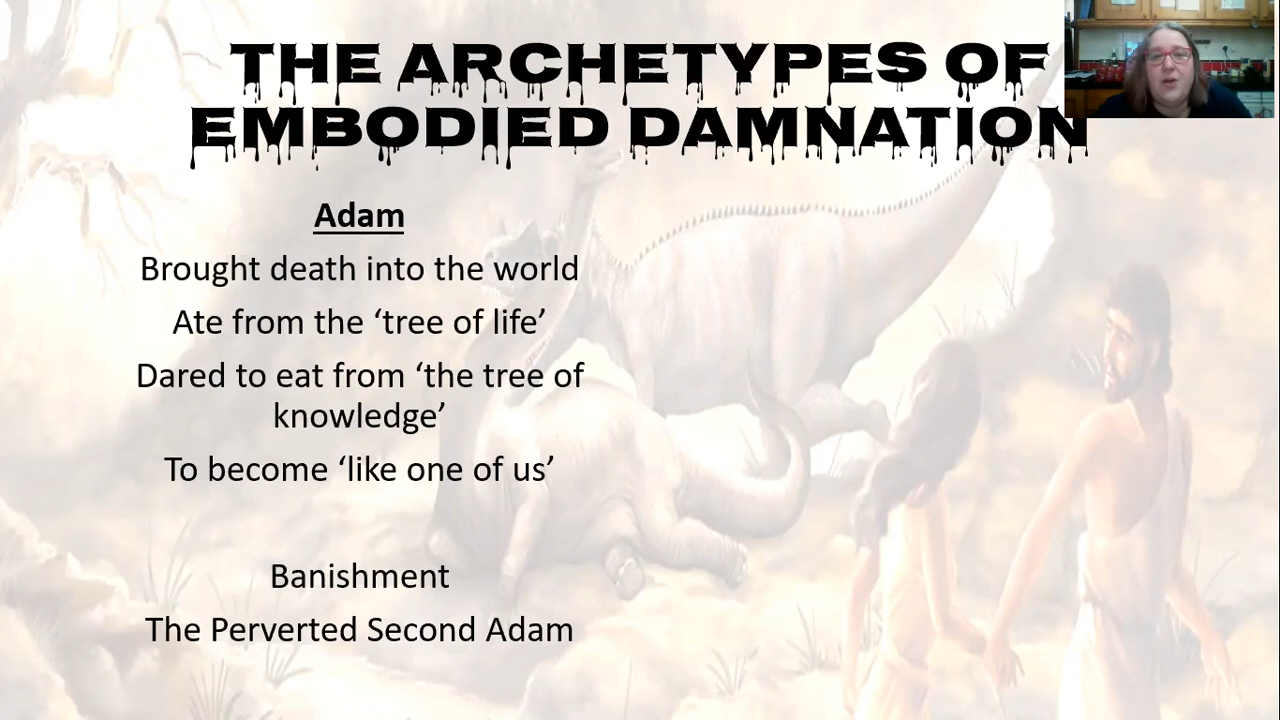 THE ARCHETYPES OF
EMBODIED DAMNATION
Adam
Brought death into the world
Ate from the ‘tree of life’
Dared to eat from ‘the tree of
knowledge’
To become ‘like one of us’
Banishment
The Perverted Second Adam